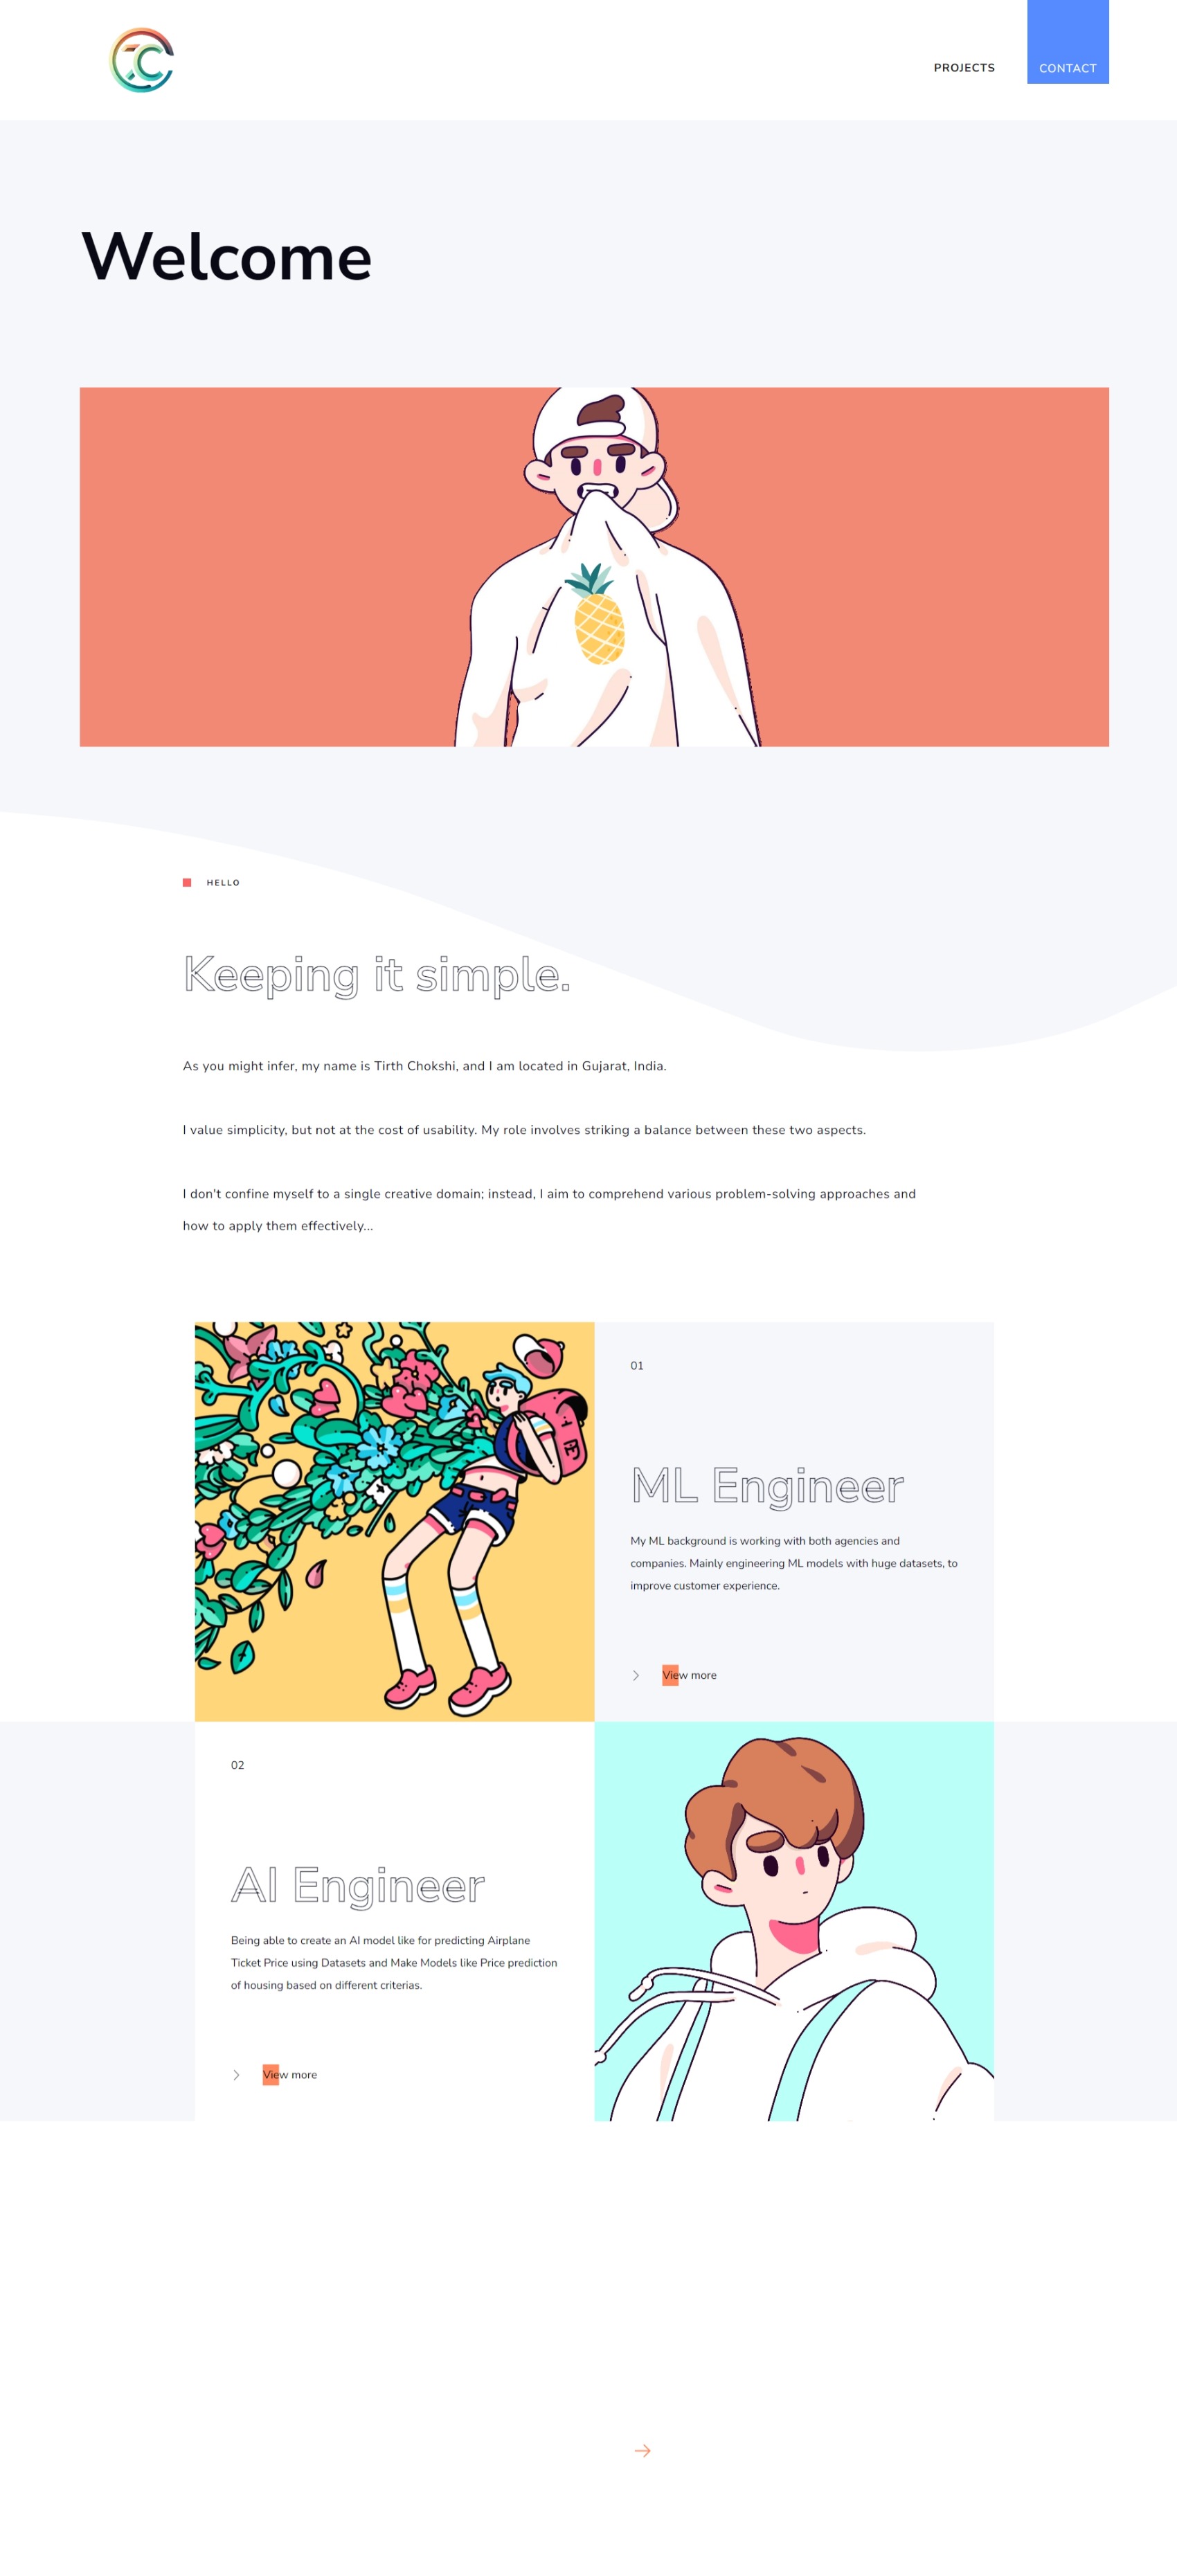 TC
PROJECTS
CONTACT
Welcome
HELLO
Keeping it simple.
As you might infer, my name is Tirth Chokshi, and I am located in Gujarat, India.
I value simplicity, but not at the cost of usability. My role involves striking a balance between these two aspects.
I don't confine myself to a single creative domain; instead, I aim to comprehend various problem-solving approaches and
how to apply them effectively...
01
ML Engineer
My ML background is working with both agencies and
companies. Mainly engineering ML models with huge datasets, to
improve customer experience.
View more
02
AI Engineer
Being able to create an AI model like for predicting Airplane
Ticket Price using Datasets and Make Models like Price prediction
of housing based on different criterias.
View more